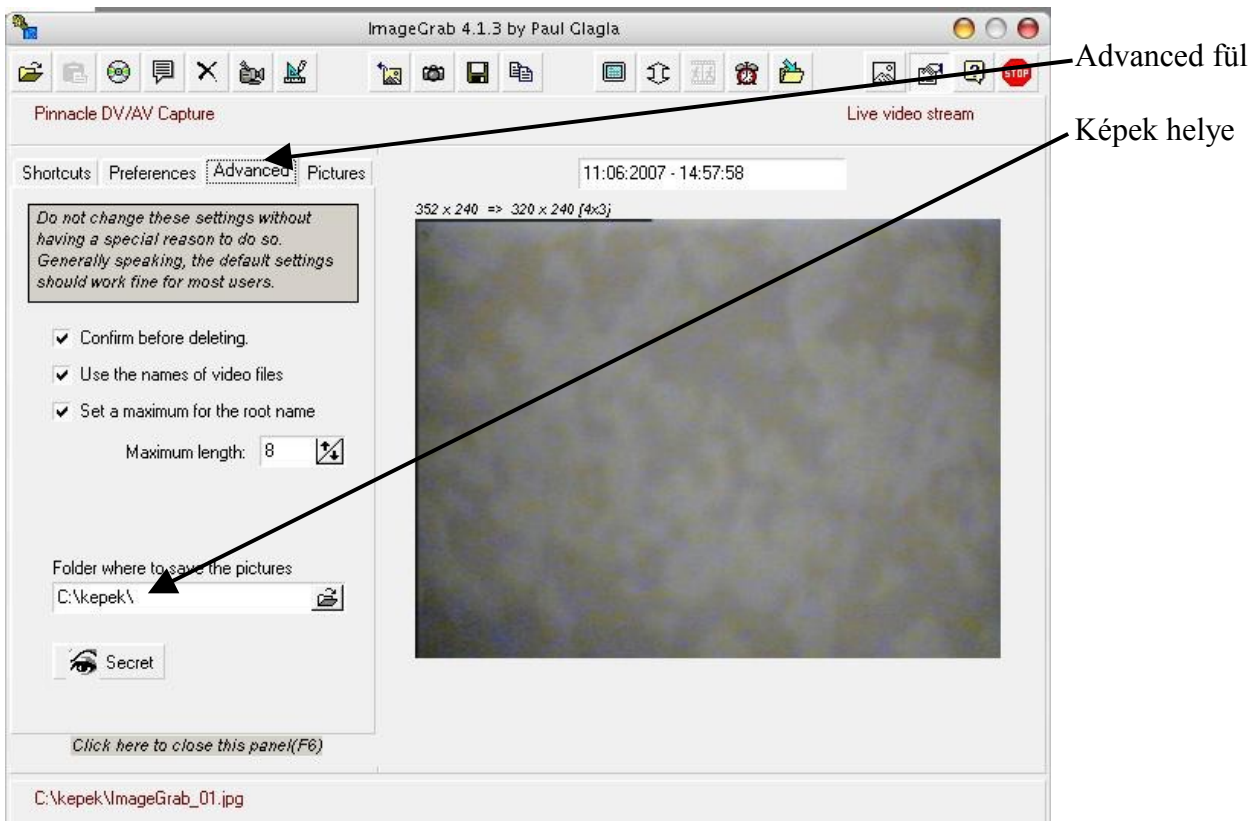 ImageGrab 4.1.3 by Paul Glagla
Advanced fül
STOP
Pinnacle DV/AV Capture
Live video stream
Képek helye
Shortcuts Preferences Advanced Pictures
11:06:2007 - 14:57:58
352 x 240 => 320 x 240 [4x3]
Do not change these settings without
having a special reason to do so.
Generally speaking, the default settings
should work fine for most users.
Confirm before deleting.
Use the names of video files
Set a maximum for the root name
Maximum length: 8
Folder where to save the pictures
C:\kepek\
Secret
Click here to close this panel(F6)
C:\kepek\ImageGrab_01.jpg